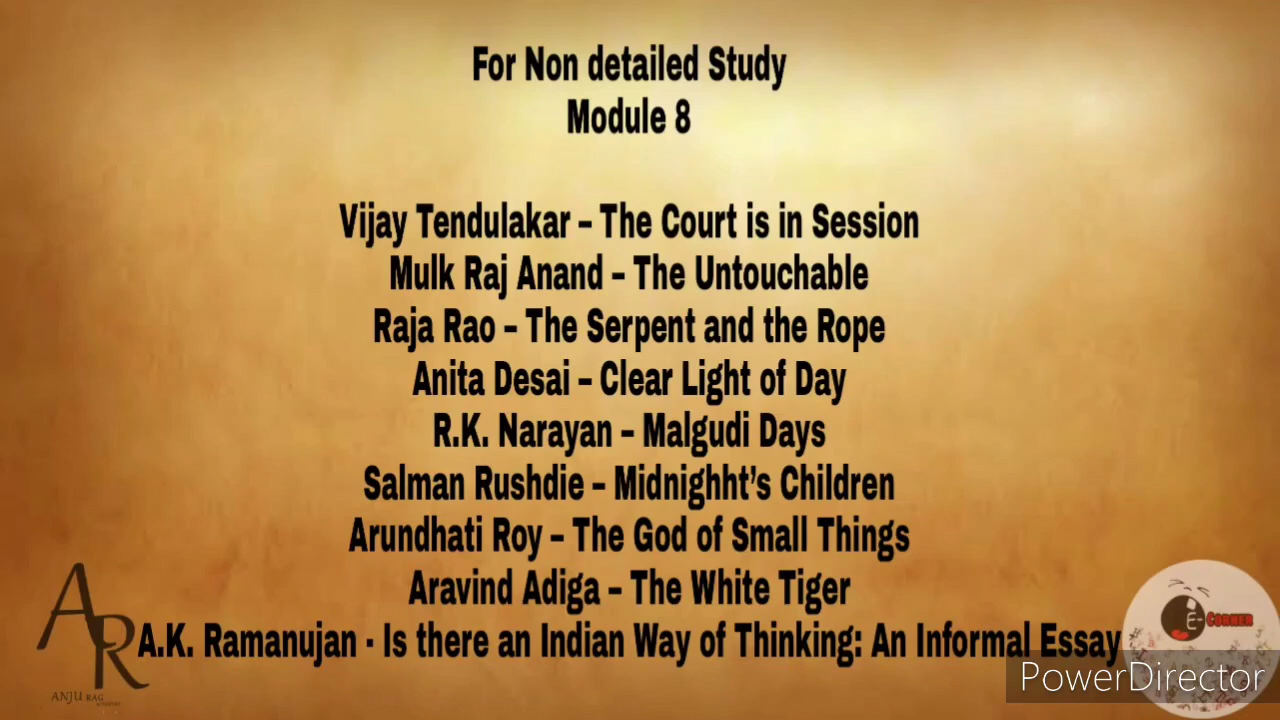 For Non detailed Study
Module 8
Vijay Tendulakar – The Court is in Session
Mulk Raj Anand – The Untouchable
Raja Rao – The Serpent and the Rope
Anita Desai – Clear Light of Day
R.K. Narayan – Malgudi Days
Salman Rushdie – Midnighht’s Children
Arundhati Roy – The God of Small Things
Aravind Adiga – The White Tiger
A.K. Ramanujan - Is there an Indian Way of Thinking: An Informal Essay
AR
ANJU RAG
E-CORNER
PowerDirector